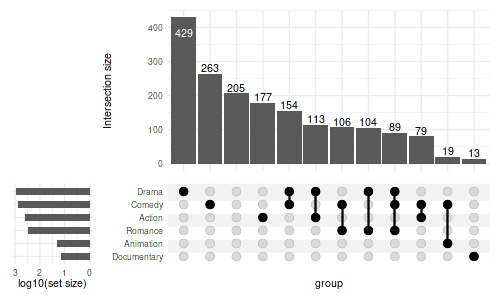 Intersection size
400
300
200
100
0
429
263
205
177
154
113
106
104
89
79
19
13
Drama
Comedy
Action
Romance
Animation
Documentary
3 2 1 0
log10(set size)
group